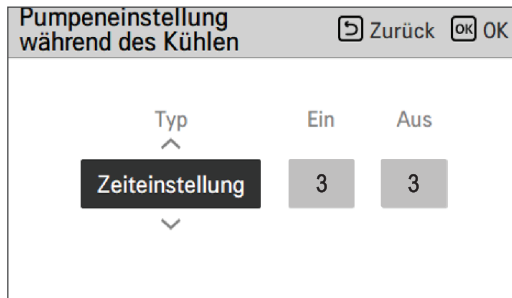 Pumpeneinstellung
während des Kühlen
Zurück OK OK
Typ Ein Aus
Zeiteinstellung 3 3